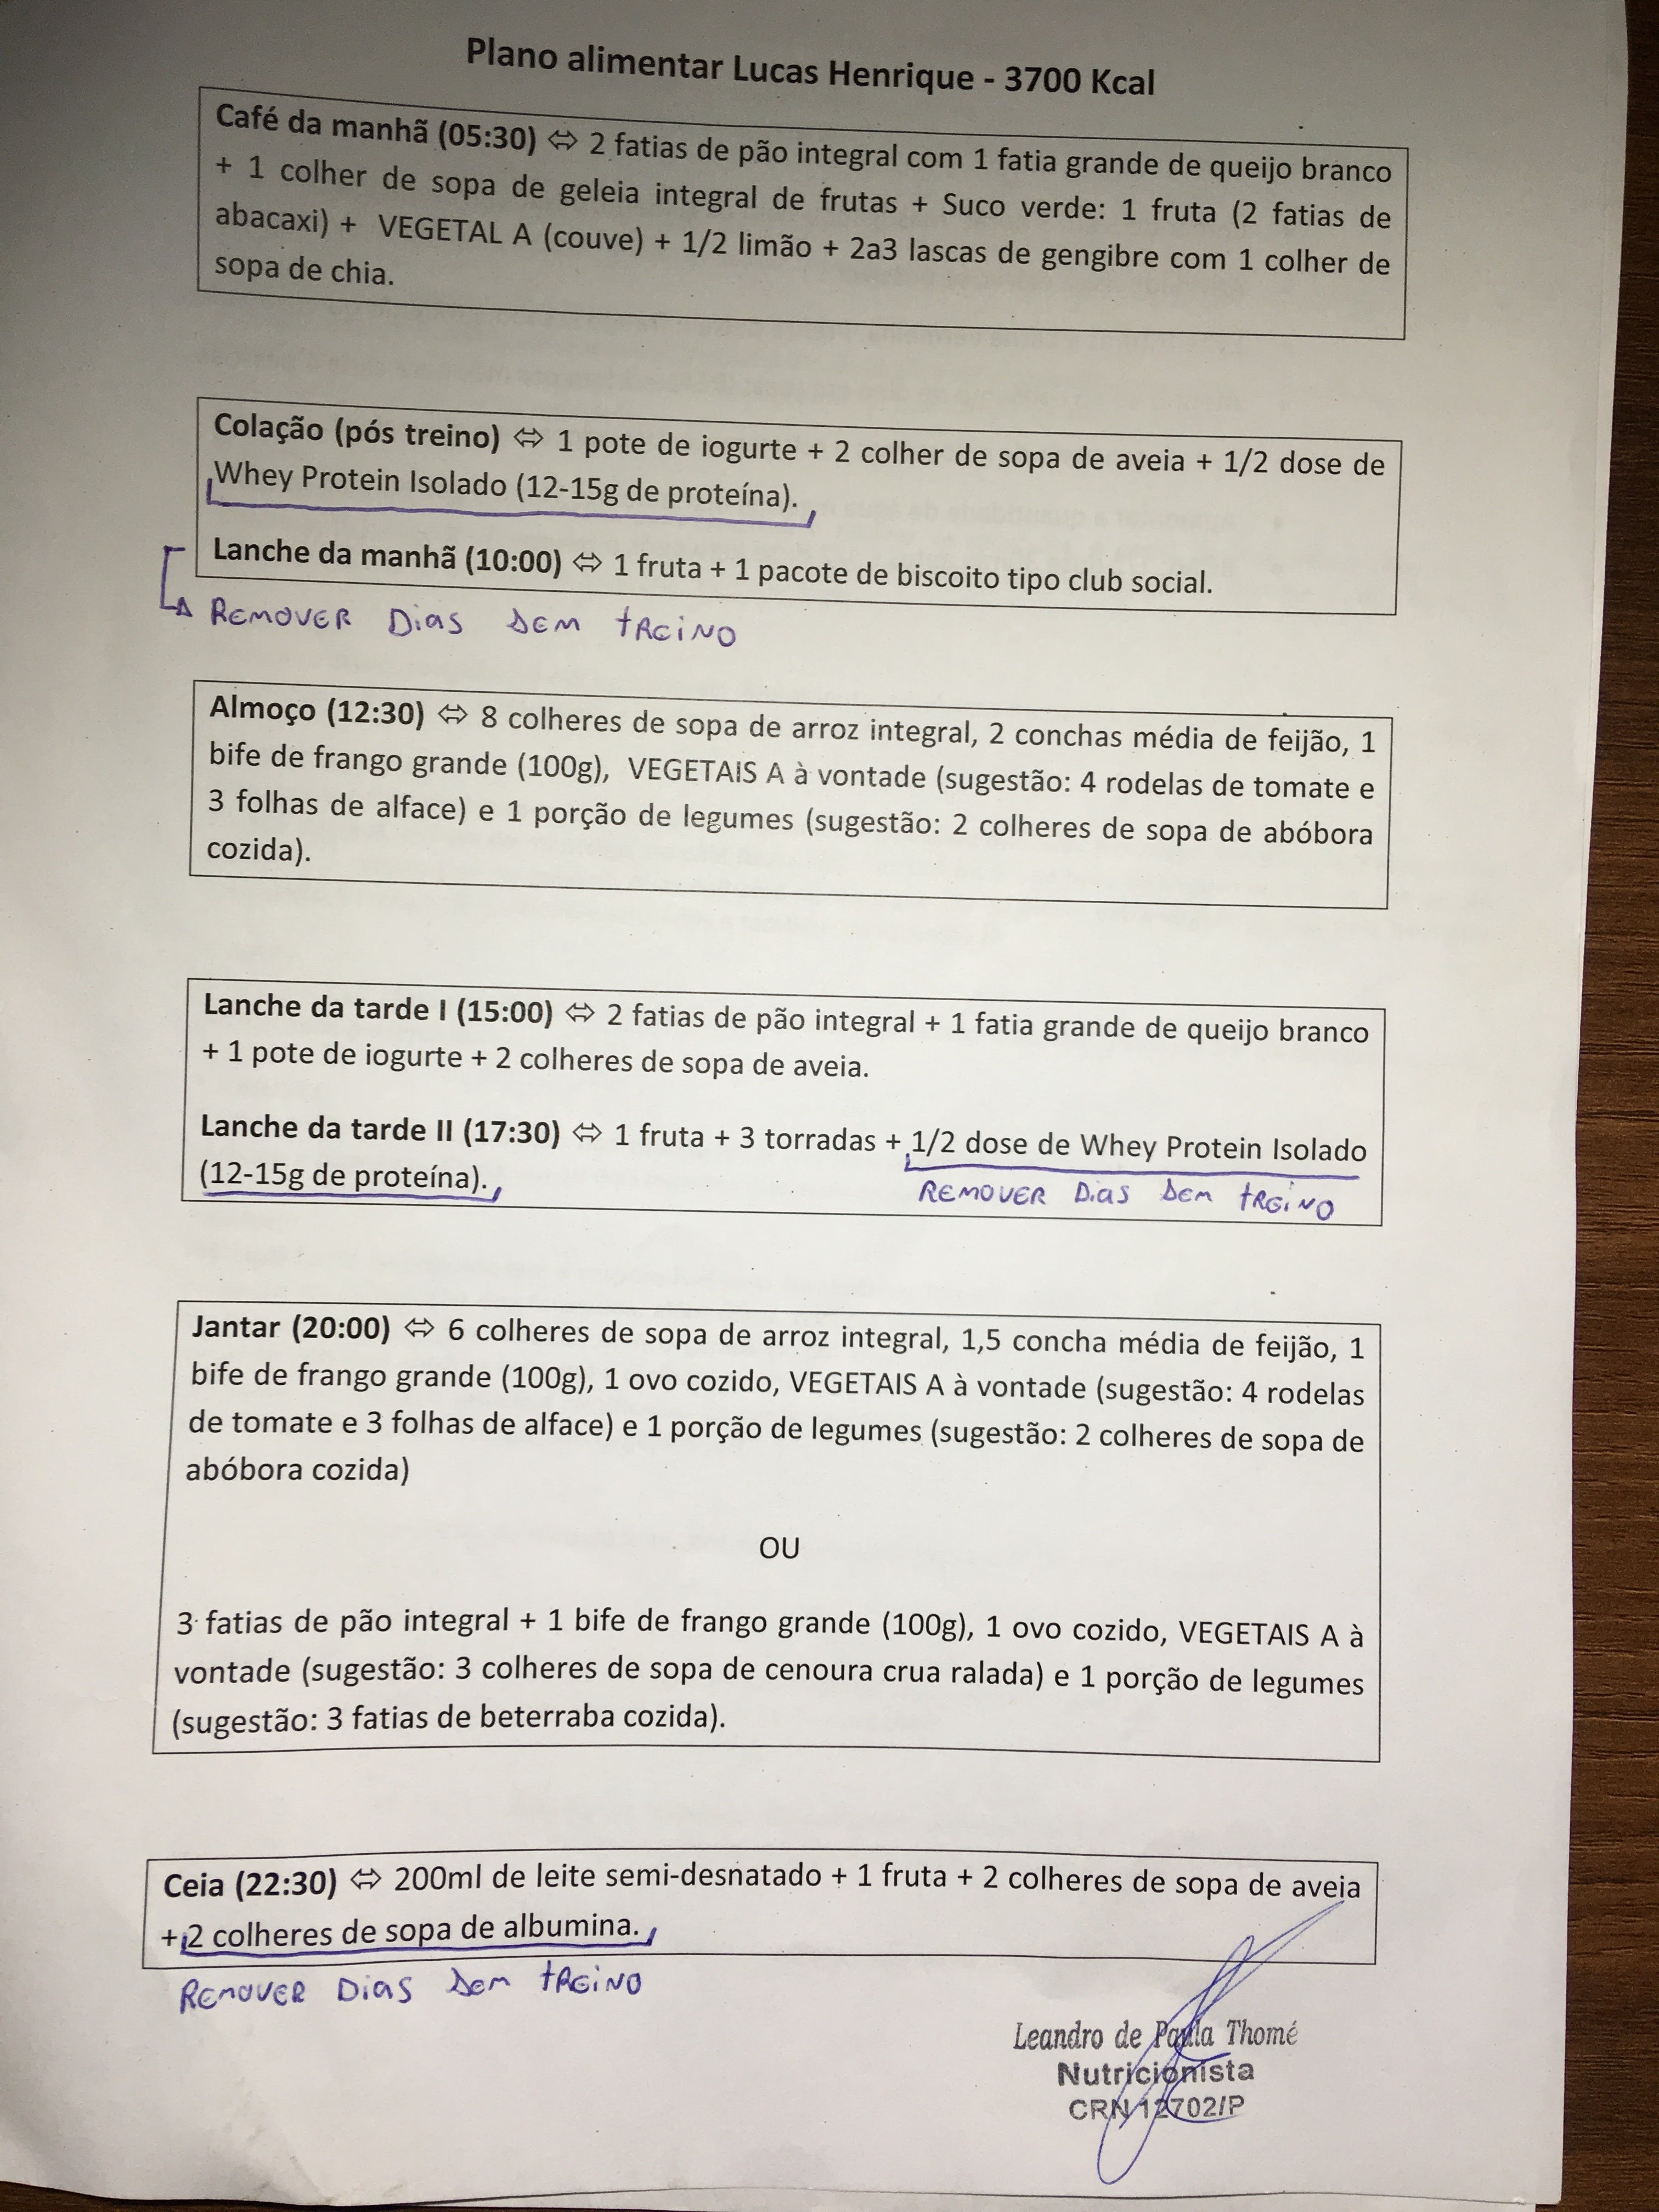 Plano alimentar Lucas Henrique - 3700 Kcal
Café da manhã (05:30) ⇔ 2 fatias de pão integral com 1 fatia grande de queijo branco
+ 1 colher de sopa de geleia integral de frutas + Suco verde: 1 fruta (2 fatias de
abacaxi) + VEGETAL A (couve) + 1/2 limão + 2a3 lascas de gengibre com 1 colher de
sopa de chia.
Colação (pós treino) ⇔ 1 pote de iogurte + 2 colher de sopa de aveia + 1/2 dose de
Whey Protein Isolado (12-15g de proteína).
Lanche da manhã (10:00) ⇔ 1 fruta + 1 pacote de biscoito tipo club social.
REMOVER DiAS SEM tREiNO
Almoço (12:30) ⇔ 8 colheres de sopa de arroz integral, 2 conchas média de feijão, 1
bife de frango grande (100g), VEGETAIS A à vontade (sugestão: 4 rodelas de tomate e
3 folhas de alface) e 1 porção de legumes (sugestão: 2 colheres de sopa de abóbora
cozida).
Lanche da tarde I (15:00) ⇔ 2 fatias de pão integral + 1 fatia grande de queijo branco
+ 1 pote de iogurte + 2 colheres de sopa de aveia.
Lanche da tarde II (17:30) ⇔ 1 fruta + 3 torradas + 1/2 dose de Whey Protein Isolado
(12-15g de proteína).
REMOVER DiAS SEM tREiNO
Jantar (20:00) ⇔ 6 colheres de sopa de arroz integral, 1,5 concha média de feijão, 1
bife de frango grande (100g), 1 ovo cozido, VEGETAIS A à vontade (sugestão: 4 rodelas
de tomate e 3 folhas de alface) e 1 porção de legumes (sugestão: 2 colheres de sopa de
abóbora cozida)
OU
3 fatias de pão integral + 1 bife de frango grande (100g), 1 ovo cozido, VEGETAIS A à
vontade (sugestão: 3 colheres de sopa de cenoura crua ralada) e 1 porção de legumes
(sugestão: 3 fatias de beterraba cozida).
Ceia (22:30) ⇔ 200ml de leite semi-desnatado + 1 fruta + 2 colheres de sopa de aveia
+ 2 colheres de sopa de albumina.
REMOVER DiAS SEM tREiNO
Leandro de Paula Thomé
Nutricionista
CRN 12702/P